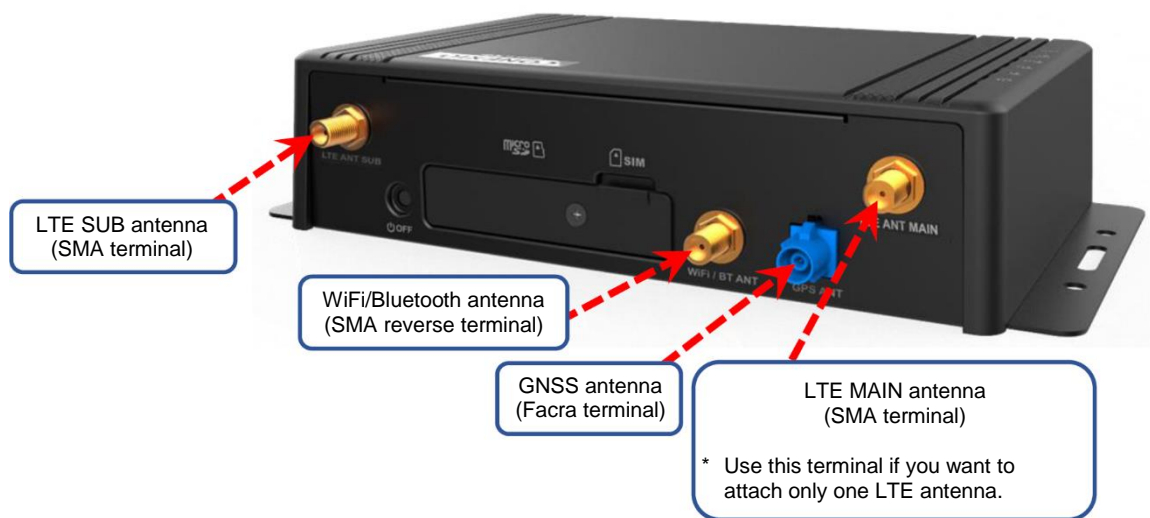 LTE ANT SUB
micro SD
SIM
OFF
WiFi / BT ANT
GPS ANT
ANT MAIN
LTE SUB antenna
(SMA terminal)
WiFi/Bluetooth antenna
(SMA reverse terminal)
GNSS antenna
(Facra terminal)
LTE MAIN antenna
(SMA terminal)
* Use this terminal if you want to
attach only one LTE antenna.